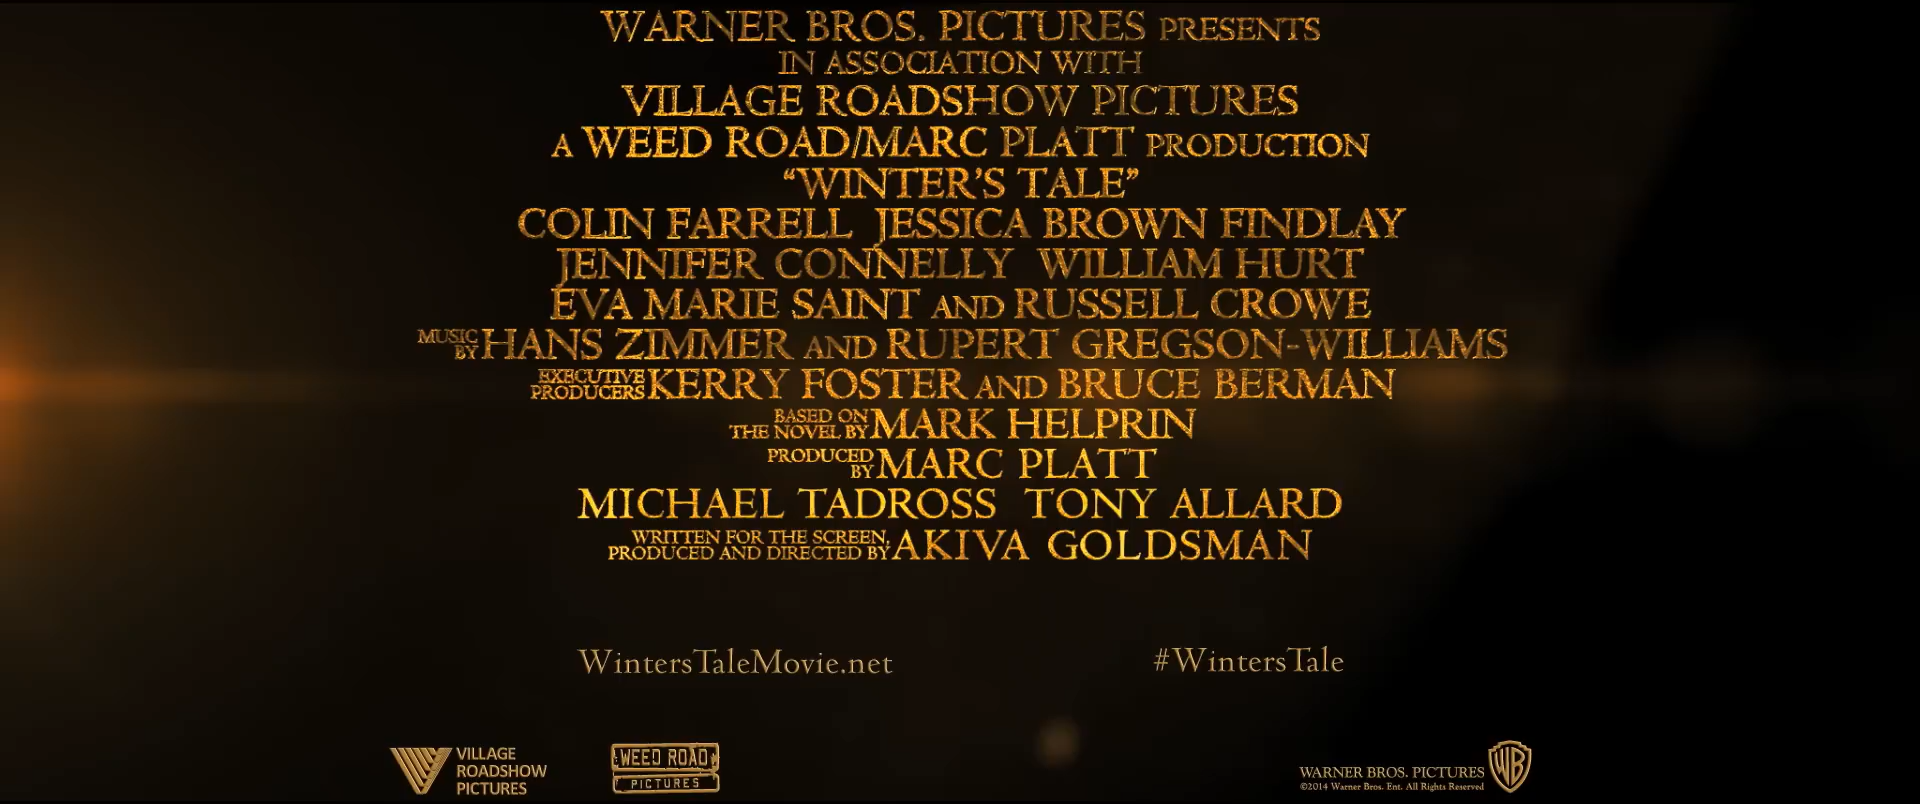 WARNER BROS. PICTURES PRESENTS
IN ASSOCIATION WITH
VILLAGE ROADSHOW PICTURES
A WEED ROAD/MARC PLATT PRODUCTION
“WINTER’S TALE”
COLIN FARRELL JESSICA BROWN FINDLAY
JENNIFER CONNELLY WILLIAM HURT
EVA MARIE SAINT AND RUSSELL CROWE
MUSIC BY HANS ZIMMER AND RUPERT GREGSON-WILLIAMS
EXECUTIVE PRODUCERS KERRY FOSTER AND BRUCE BERMAN
BASED ON THE NOVEL BY MARK HELPRIN
PRODUCED BY MARC PLATT
MICHAEL TADROSS TONY ALLARD
WRITTEN FOR THE SCREEN, PRODUCED AND DIRECTED BY AKIVA GOLDSMAN
WintersTaleMovie.net #WintersTale
VILLAGE ROADSHOW PICTURES
WEED ROAD PICTURES
WARNER BROS. PICTURES WB
©2014 Warner Bros. Ent. All Rights Reserved